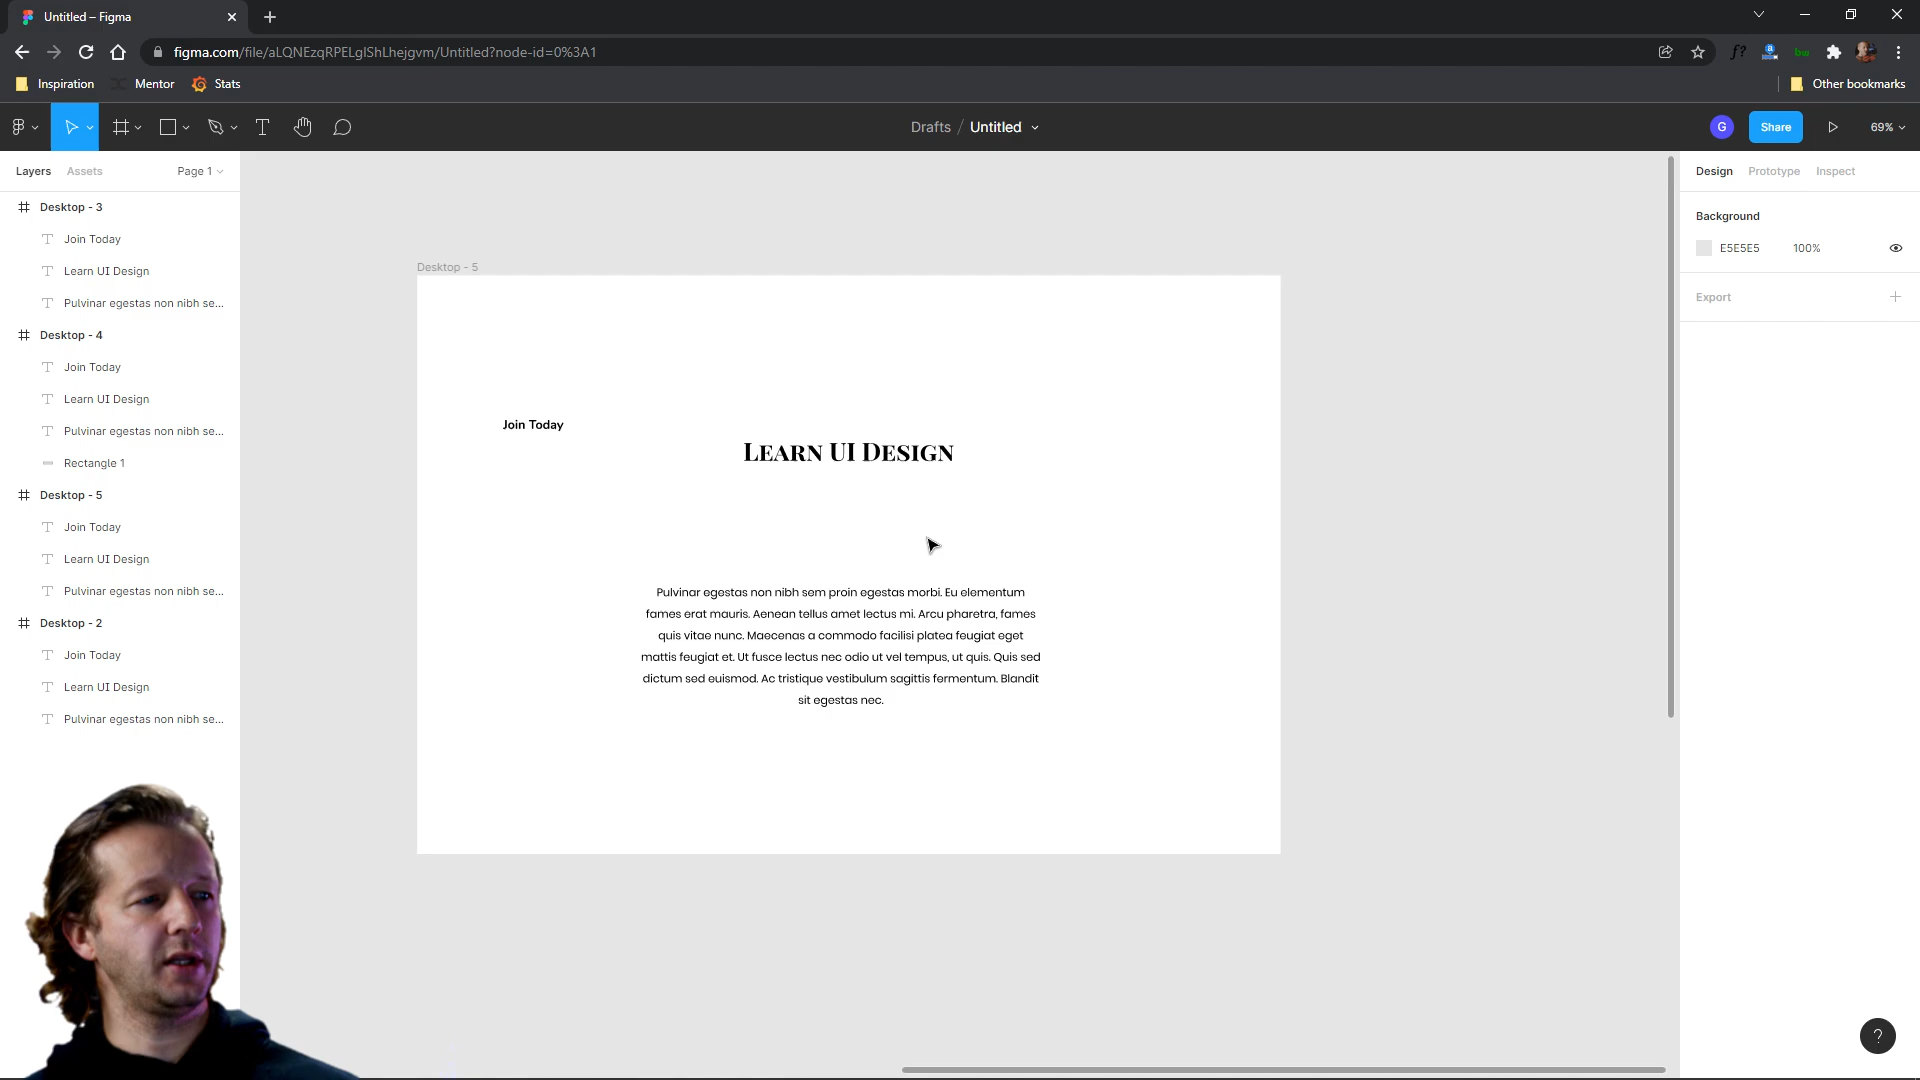 Untitled – Figma
figma.com/file/aLQNEzqRPELgIShLhejgvm/Untitled?node-id=0%3A1
Inspiration Mentor Stats Other bookmarks
Drafts / Untitled
G Share 69%
Layers Assets Page 1
Desktop - 3
Join Today
Learn UI Design
Pulvinar egestas non nibh se...
Desktop - 4
Join Today
Learn UI Design
Pulvinar egestas non nibh se...
Rectangle 1
Desktop - 5
Join Today
Learn UI Design
Pulvinar egestas non nibh se...
Desktop - 2
Join Today
Learn UI Design
Pulvinar egestas non nibh se...
Desktop - 5
Join Today
Learn UI Design
Pulvinar egestas non nibh sem proin egestas morbi. Eu elementum
fames erat mauris. Aenean tellus amet lectus mi. Arcu pharetra, fames
quis vitae nunc. Maecenas a commodo facilisi platea feugiat eget
mattis feugiat et. Ut fusce lectus nec odio ut vel tempus, ut quis. Quis sed
dictum sed euismod. Ac tristique vestibulum sagittis fermentum. Blandit
sit egestas nec.
Design Prototype Inspect
Background
E5E5E5 100%
Export
?